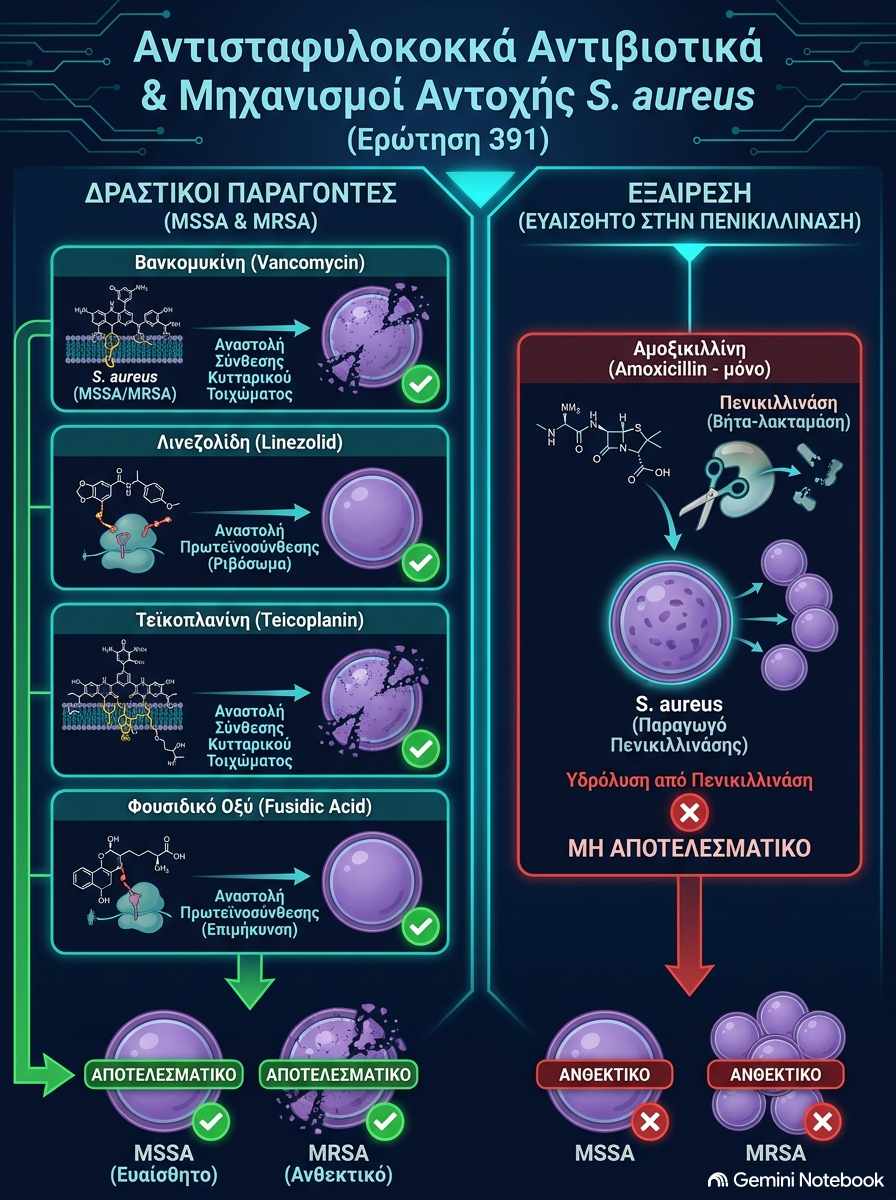 Αντισταφυλοκοκκά Αντιβιοτικά
& Μηχανισμοί Αντοχής S. aureus
(Ερώτηση 391)
ΔΡΑΣΤΙΚΟΙ ΠΑΡΑΓΟΝΤΕΣ
(MSSA & MRSA)
Βανκομυκίνη (Vancomycin)
S. aureus
(MSSA/MRSA)
Αναστολή
Σύνθεσης
Κυτταρικού
Τοιχώματος
Λινεζολίδη (Linezolid)
Αναστολή
Πρωτεϊνοσύνθεσης
(Ριβόσωμα)
Τεϊκοπλανίνη (Teicoplanin)
Αναστολή
Σύνθεσης
Κυτταρικού
Τοιχώματος
Φουσιδικό Οξύ (Fusidic Acid)
Αναστολή
Πρωτεϊνοσύνθεσης
(Επιμήκυνση)
ΑΠΟΤΕΛΕΣΜΑΤΙΚΟ
MSSA
(Ευαίσθητο)
ΑΠΟΤΕΛΕΣΜΑΤΙΚΟ
MRSA
(Ανθεκτικό)
ΕΞΑΙΡΕΣΗ
(ΕΥΑΙΣΘΗΤΟ ΣΤΗΝ ΠΕΝΙΚΙΛΛΙΝΑΣΗ)
Αμοξικιλλίνη
(Amoxicillin - μόνο)
Πενικιλλινάση
(Βήτα-λακταμάση)
S. aureus
(Παραγωγό
Πενικιλλινάσης)
Υδρόλυση από Πενικιλλινάση
ΜΗ ΑΠΟΤΕΛΕΣΜΑΤΙΚΟ
ΑΝΘΕΚΤΙΚΟ
MSSA
ΑΝΘΕΚΤΙΚΟ
MRSA
Gemini Notebook